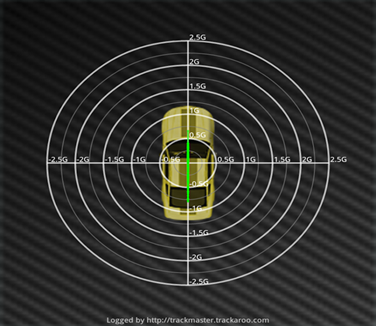 2.5G
2G
1.5G
1G
0.5G
-2.5G -2G -1.5G -1G -0.5G 0.5G 1G 1.5G 2G 2.5G
-0.5G
-1G
-1.5G
-2G
-2.5G
Logged by http://trackmaster.trackaroo.com